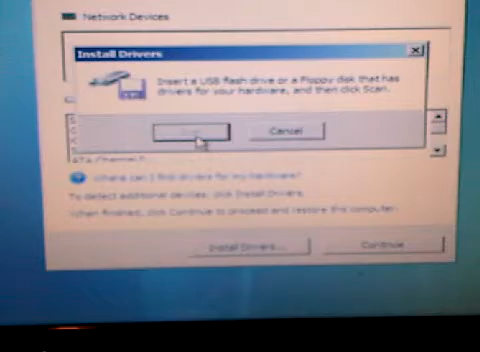 Network Devices
Install Drivers
Insert a USB flash drive or a Floppy disk that has
drivers for your hardware, and then click Scan.
Cancel
ATA Channel
Where can I find drivers for my hardware?
To detect additional devices, click Install Drivers.
When finished, click Continue to proceed and restore this computer.
Install Drivers...
Continue